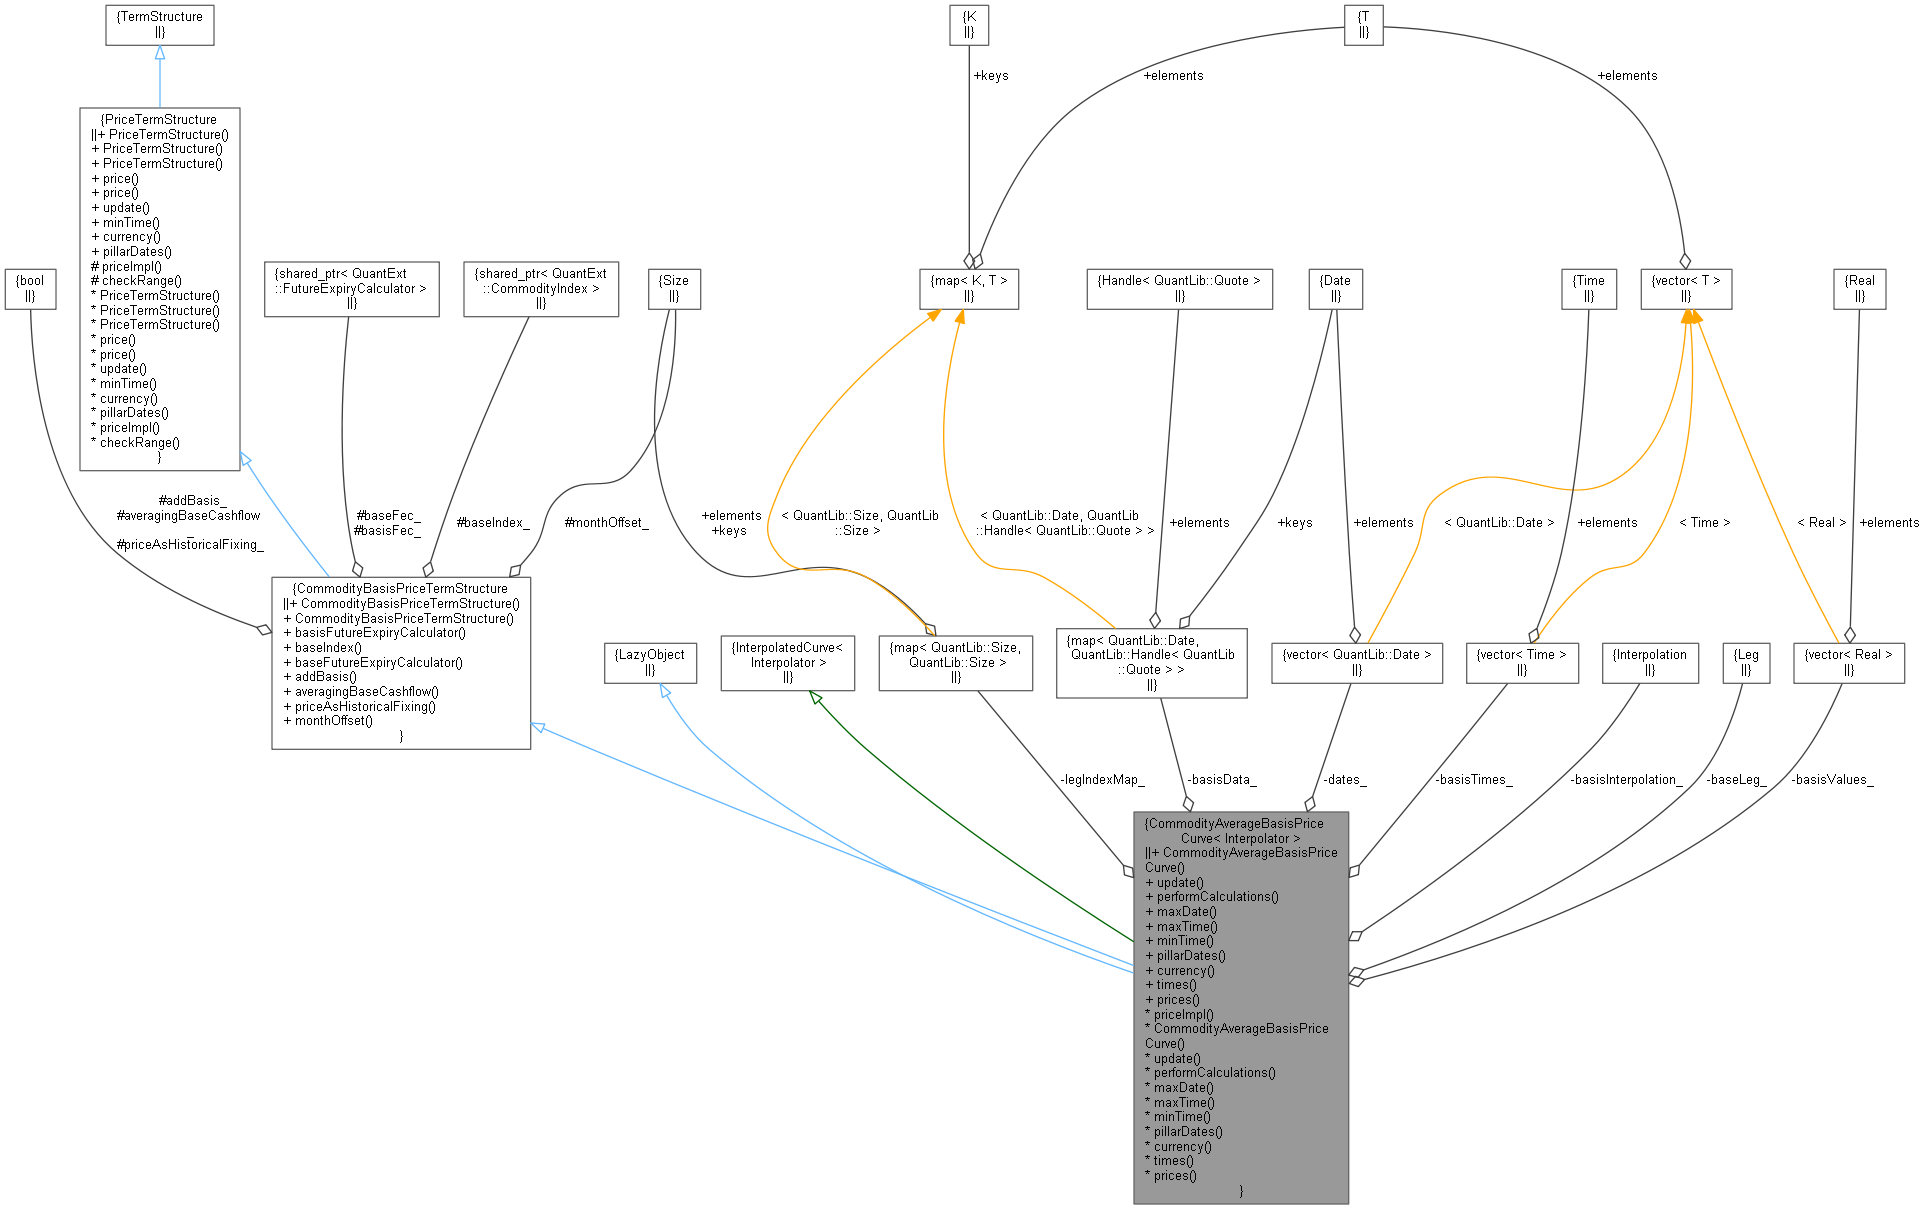 {TermStructure
||}
{K
||}
{T
||}
+keys
+elements
+elements
{PriceTermStructure
||+ PriceTermStructure()
+ PriceTermStructure()
+ PriceTermStructure()
+ price()
+ price()
+ update()
+ minTime()
+ currency()
+ pillarDates()
# priceImpl()
# checkRange()
* PriceTermStructure()
* PriceTermStructure()
* PriceTermStructure()
* price()
* price()
* update()
* minTime()
* currency()
* pillarDates()
* priceImpl()
* checkRange()
}
{bool
||}
{shared_ptr< QuantExt
::FutureExpiryCalculator >
||}
{shared_ptr< QuantExt
::CommodityIndex >
||}
{Size
||}
{map< K, T >
||}
{Handle< QuantLib::Quote >
||}
{Date
||}
{Time
||}
{vector< T >
||}
{Real
||}
#addBasis_
#averagingBaseCashflow
_
#priceAsHistoricalFixing_
#baseFec_
#basisFec_
#baseIndex_
#monthOffset_
+elements
+keys
< QuantLib::Size, QuantLib
::Size >
< QuantLib::Date, QuantLib
::Handle< QuantLib::Quote > >
+elements
+keys
+elements
< QuantLib::Date >
+elements
< Time >
< Real >
+elements
{CommodityBasisPriceTermStructure
||+ CommodityBasisPriceTermStructure()
+ CommodityBasisPriceTermStructure()
+ basisFutureExpiryCalculator()
+ baseIndex()
+ baseFutureExpiryCalculator()
+ addBasis()
+ averagingBaseCashflow()
+ priceAsHistoricalFixing()
+ monthOffset()
}
{LazyObject
||}
{InterpolatedCurve<
Interpolator >
||}
{map< QuantLib::Size,
QuantLib::Size >
||}
{map< QuantLib::Date,
QuantLib::Handle< QuantLib
::Quote > >
||}
{vector< QuantLib::Date >
||}
{vector< Time >
||}
{Interpolation
||}
{Leg
||}
{vector< Real >
||}
-legIndexMap_
-basisData_
-dates_
-basisTimes_
-basisInterpolation_
-baseLeg_
-basisValues_
{CommodityAverageBasisPrice
Curve< Interpolator >
||+ CommodityAverageBasisPrice
Curve()
+ update()
+ performCalculations()
+ maxDate()
+ maxTime()
+ minTime()
+ pillarDates()
+ currency()
+ times()
+ prices()
* priceImpl()
* CommodityAverageBasisPrice
Curve()
* update()
* performCalculations()
* maxDate()
* maxTime()
* minTime()
* pillarDates()
* currency()
* times()
* prices()
}